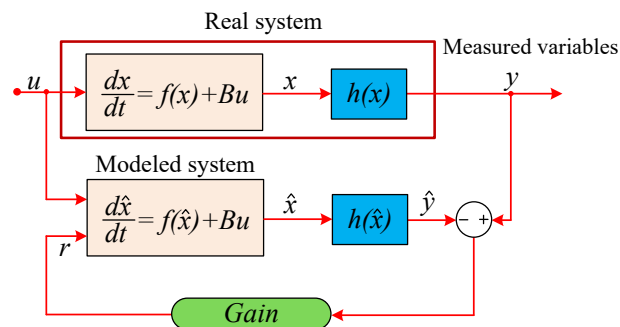 Real system
Measured variables
u
dx/dt = f(x)+Bu
x
h(x)
y
Modeled system
dx̂/dt = f(x̂)+Bu
x̂
h(x̂)
ŷ
- +
r
Gain